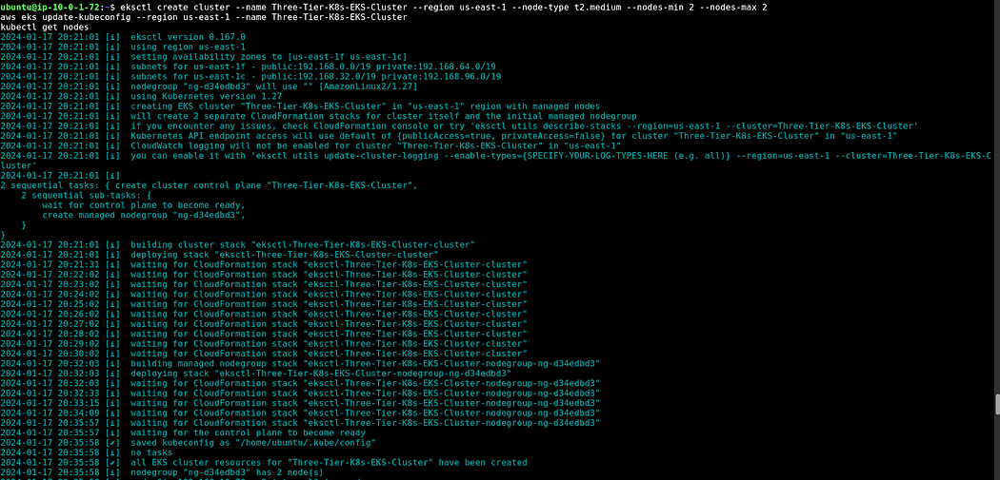 ubuntu@ip-10-0-1-72:~$ eksctl create cluster --name Three-Tier-K8s-EKS-Cluster --region us-east-1 --node-type t2.medium --nodes-min 2 --nodes-max 2
aws eks update-kubeconfig --region us-east-1 --name Three-Tier-K8s-EKS-Cluster
kubectl get nodes
2024-01-17 20:21:01 [ℹ]  eksctl version 0.167.0
2024-01-17 20:21:01 [ℹ]  using region us-east-1
2024-01-17 20:21:01 [ℹ]  setting availability zones to [us-east-1f us-east-1c]
2024-01-17 20:21:01 [ℹ]  subnets for us-east-1f - public:192.168.0.0/19 private:192.168.64.0/19
2024-01-17 20:21:01 [ℹ]  subnets for us-east-1c - public:192.168.32.0/19 private:192.168.96.0/19
2024-01-17 20:21:01 [ℹ]  nodegroup "ng-d34edbd3" will use "" [AmazonLinux2/1.27]
2024-01-17 20:21:01 [ℹ]  using Kubernetes version 1.27
2024-01-17 20:21:01 [ℹ]  creating EKS cluster "Three-Tier-K8s-EKS-Cluster" in "us-east-1" region with managed nodes
2024-01-17 20:21:01 [ℹ]  will create 2 separate CloudFormation stacks for cluster itself and the initial managed nodegroup
2024-01-17 20:21:01 [ℹ]  if you encounter any issues, check CloudFormation console or try 'eksctl utils describe-stacks --region=us-east-1 --cluster=Three-Tier-K8s-EKS-Cluster'
2024-01-17 20:21:01 [ℹ]  Kubernetes API endpoint access will use default of {publicAccess=true, privateAccess=false} for cluster "Three-Tier-K8s-EKS-Cluster" in "us-east-1"
2024-01-17 20:21:01 [ℹ]  CloudWatch logging will not be enabled for cluster "Three-Tier-K8s-EKS-Cluster" in "us-east-1"
2024-01-17 20:21:01 [ℹ]  you can enable it with 'eksctl utils update-cluster-logging --enable-types={SPECIFY-YOUR-LOG-TYPES-HERE (e.g. all)} --region=us-east-1 --cluster=Three-Tier-K8s-EKS-C
luster'
2024-01-17 20:21:01 [ℹ]
2 sequential tasks: { create cluster control plane "Three-Tier-K8s-EKS-Cluster",
    2 sequential sub-tasks: {
        wait for control plane to become ready,
        create managed nodegroup "ng-d34edbd3",
    }
}
2024-01-17 20:21:01 [ℹ]  building cluster stack "eksctl-Three-Tier-K8s-EKS-Cluster-cluster"
2024-01-17 20:21:01 [ℹ]  deploying stack "eksctl-Three-Tier-K8s-EKS-Cluster-cluster"
2024-01-17 20:21:31 [ℹ]  waiting for CloudFormation stack "eksctl-Three-Tier-K8s-EKS-Cluster-cluster"
2024-01-17 20:22:02 [ℹ]  waiting for CloudFormation stack "eksctl-Three-Tier-K8s-EKS-Cluster-cluster"
2024-01-17 20:23:02 [ℹ]  waiting for CloudFormation stack "eksctl-Three-Tier-K8s-EKS-Cluster-cluster"
2024-01-17 20:24:02 [ℹ]  waiting for CloudFormation stack "eksctl-Three-Tier-K8s-EKS-Cluster-cluster"
2024-01-17 20:25:02 [ℹ]  waiting for CloudFormation stack "eksctl-Three-Tier-K8s-EKS-Cluster-cluster"
2024-01-17 20:26:02 [ℹ]  waiting for CloudFormation stack "eksctl-Three-Tier-K8s-EKS-Cluster-cluster"
2024-01-17 20:27:02 [ℹ]  waiting for CloudFormation stack "eksctl-Three-Tier-K8s-EKS-Cluster-cluster"
2024-01-17 20:28:02 [ℹ]  waiting for CloudFormation stack "eksctl-Three-Tier-K8s-EKS-Cluster-cluster"
2024-01-17 20:29:02 [ℹ]  waiting for CloudFormation stack "eksctl-Three-Tier-K8s-EKS-Cluster-cluster"
2024-01-17 20:30:02 [ℹ]  waiting for CloudFormation stack "eksctl-Three-Tier-K8s-EKS-Cluster-cluster"
2024-01-17 20:32:03 [ℹ]  building managed nodegroup stack "eksctl-Three-Tier-K8s-EKS-Cluster-nodegroup-ng-d34edbd3"
2024-01-17 20:32:03 [ℹ]  deploying stack "eksctl-Three-Tier-K8s-EKS-Cluster-nodegroup-ng-d34edbd3"
2024-01-17 20:32:03 [ℹ]  waiting for CloudFormation stack "eksctl-Three-Tier-K8s-EKS-Cluster-nodegroup-ng-d34edbd3"
2024-01-17 20:32:33 [ℹ]  waiting for CloudFormation stack "eksctl-Three-Tier-K8s-EKS-Cluster-nodegroup-ng-d34edbd3"
2024-01-17 20:33:15 [ℹ]  waiting for CloudFormation stack "eksctl-Three-Tier-K8s-EKS-Cluster-nodegroup-ng-d34edbd3"
2024-01-17 20:34:09 [ℹ]  waiting for CloudFormation stack "eksctl-Three-Tier-K8s-EKS-Cluster-nodegroup-ng-d34edbd3"
2024-01-17 20:35:57 [ℹ]  waiting for CloudFormation stack "eksctl-Three-Tier-K8s-EKS-Cluster-nodegroup-ng-d34edbd3"
2024-01-17 20:35:57 [ℹ]  waiting for the control plane to become ready
2024-01-17 20:35:58 [✔]  saved kubeconfig as "/home/ubuntu/.kube/config"
2024-01-17 20:35:58 [ℹ]  no tasks
2024-01-17 20:35:58 [✔]  all EKS cluster resources for "Three-Tier-K8s-EKS-Cluster" have been created
2024-01-17 20:35:58 [ℹ]  nodegroup "ng-d34edbd3" has 2 node(s)